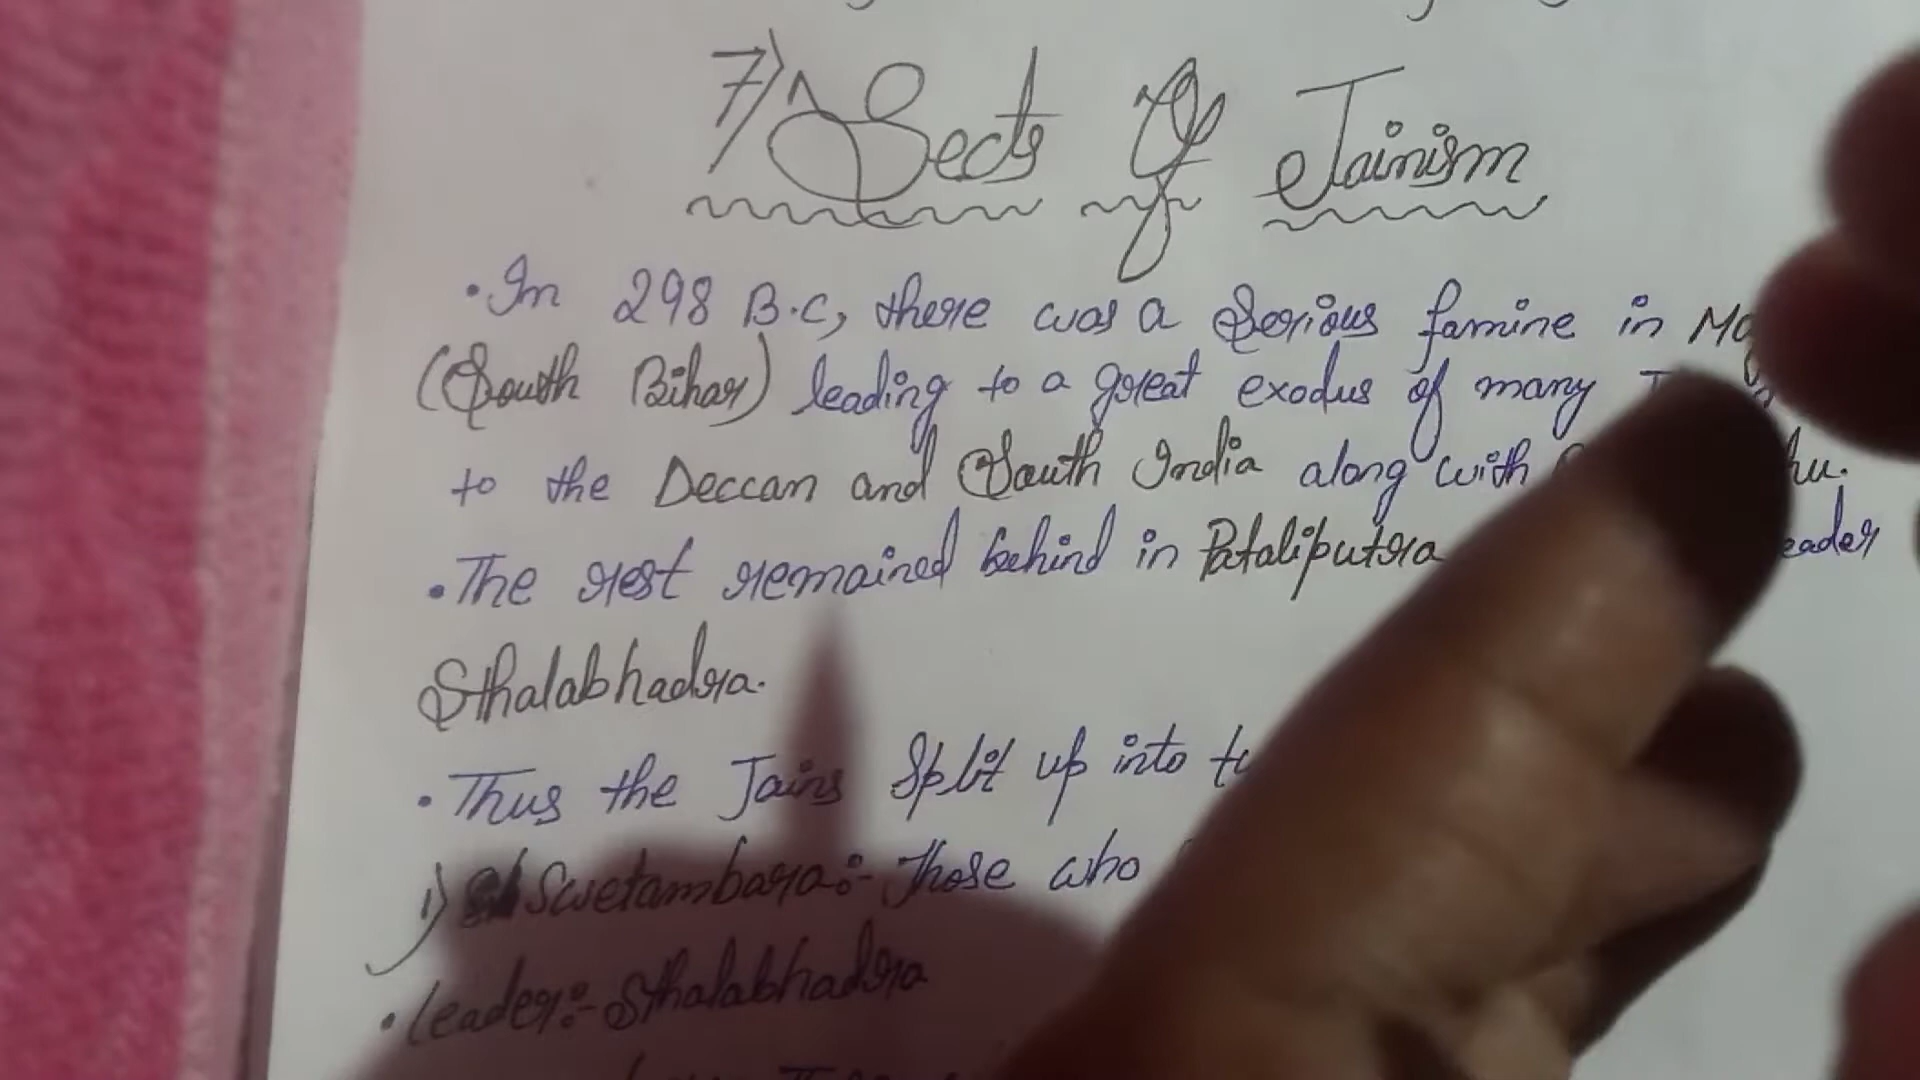 7) Sects Of Jainism
• In 298 B.C, there was a Serious famine in
(South Bihar) leading to a great exodus of many
to the Deccan and South India along with
• The rest remained behind in Pataliputra
Sthalabhadra.
• Thus the Jains Split up into
1) Swetambara:- Those who
• Leader:- Sthalabhadra